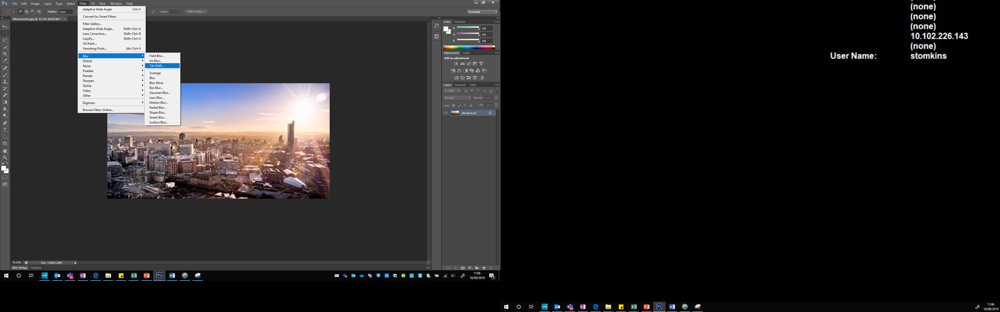 Ps File Edit Image Layer Type Select Filter 3D View Window Help
Feather: 0 px Height: Refine Edge... Essentials
Manchester.jpg @ 75.1% (RGB/8#) * ×
Adaptive Wide Angle Ctrl+F
Convert for Smart Filters
Filter Gallery...
Adaptive Wide Angle... Shift+Ctrl+A
Lens Correction... Shift+Ctrl+R
Liquify... Shift+Ctrl+X
Oil Paint...
Vanishing Point... Alt+Ctrl+V
Blur
Distort
Noise
Pixelate
Render
Sharpen
Stylize
Video
Other
Digimarc
Browse Filters Online...
Field Blur...
Iris Blur...
Tilt-Shift...
Average
Blur
Blur More
Box Blur...
Gaussian Blur...
Lens Blur...
Motion Blur...
Radial Blur...
Shape Blur...
Smart Blur...
Surface Blur...
Color Swatches
R 255
G 255
B 255
Adjustments Styles
Add an adjustment
Layers Channels Paths
Kind
Normal Opacity: 100%
Lock: Fill: 100%
Background
75.13% Doc: 1.92M/1.92M
Mini Bridge Timeline
11:06
10/09/2019
(none)
(none)
(none)
10.102.226.143
(none)
User Name: stomkins
11:06
10/09/2019